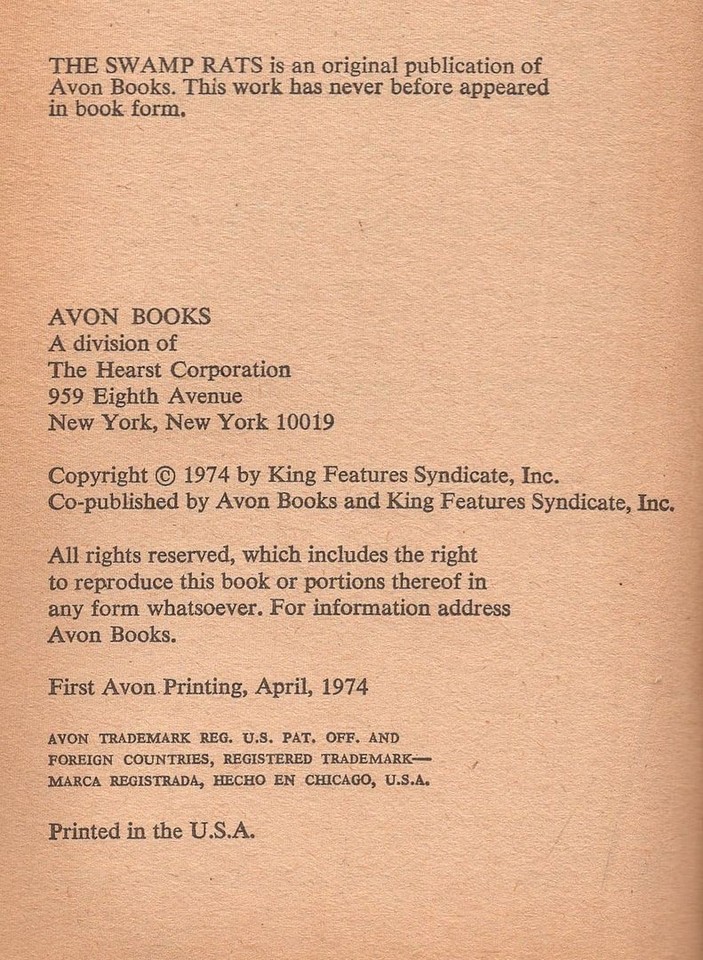 THE SWAMP RATS is an original publication of
Avon Books. This work has never before appeared
in book form.
AVON BOOKS
A division of
The Hearst Corporation
959 Eighth Avenue
New York, New York 10019
Copyright © 1974 by King Features Syndicate, Inc.
Co-published by Avon Books and King Features Syndicate, Inc.
All rights reserved, which includes the right
to reproduce this book or portions thereof in
any form whatsoever. For information address
Avon Books.
First Avon Printing, April, 1974
AVON TRADEMARK REG. U.S. PAT. OFF. AND
FOREIGN COUNTRIES, REGISTERED TRADEMARK—
MARCA REGISTRADA, HECHO EN CHICAGO, U.S.A.
Printed in the U.S.A.